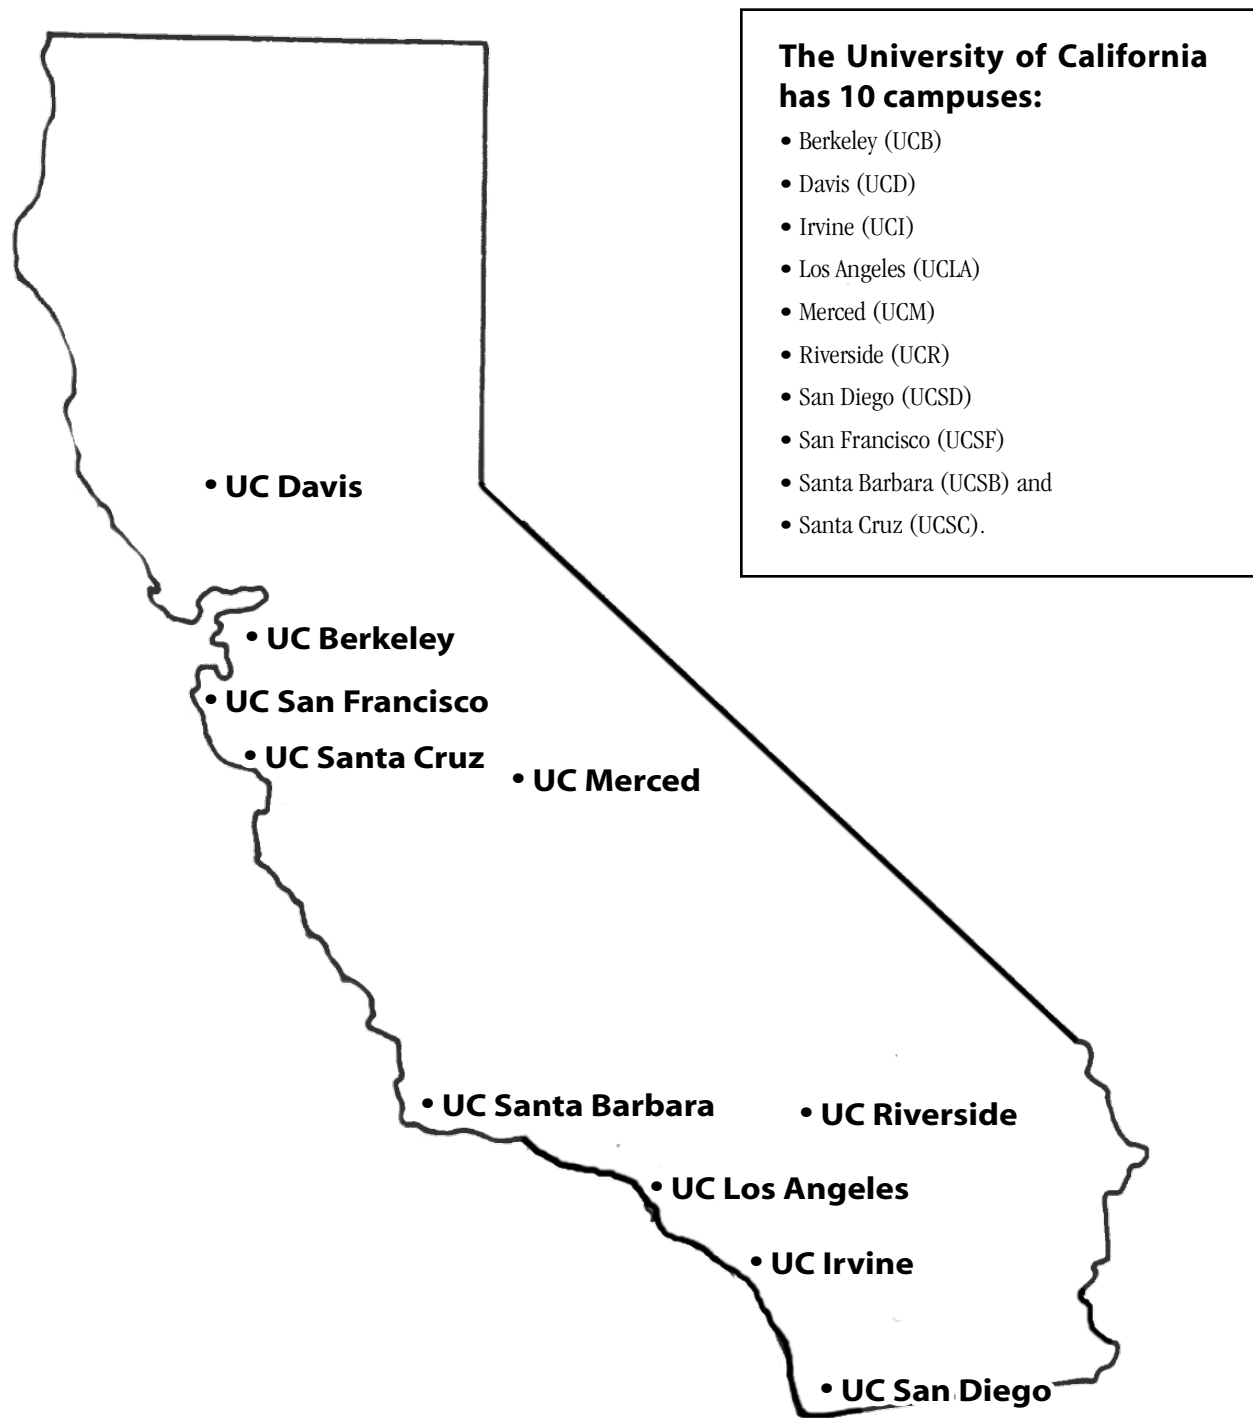 The University of California
has 10 campuses:
• Berkeley (UCB)
• Davis (UCD)
• Irvine (UCI)
• Los Angeles (UCLA)
• Merced (UCM)
• Riverside (UCR)
• San Diego (UCSD)
• San Francisco (UCSF)
• Santa Barbara (UCSB) and
• Santa Cruz (UCSC).
• UC Davis
• UC Berkeley
• UC San Francisco
• UC Santa Cruz
• UC Merced
• UC Santa Barbara
• UC Riverside
• UC Los Angeles
• UC Irvine
• UC San Diego